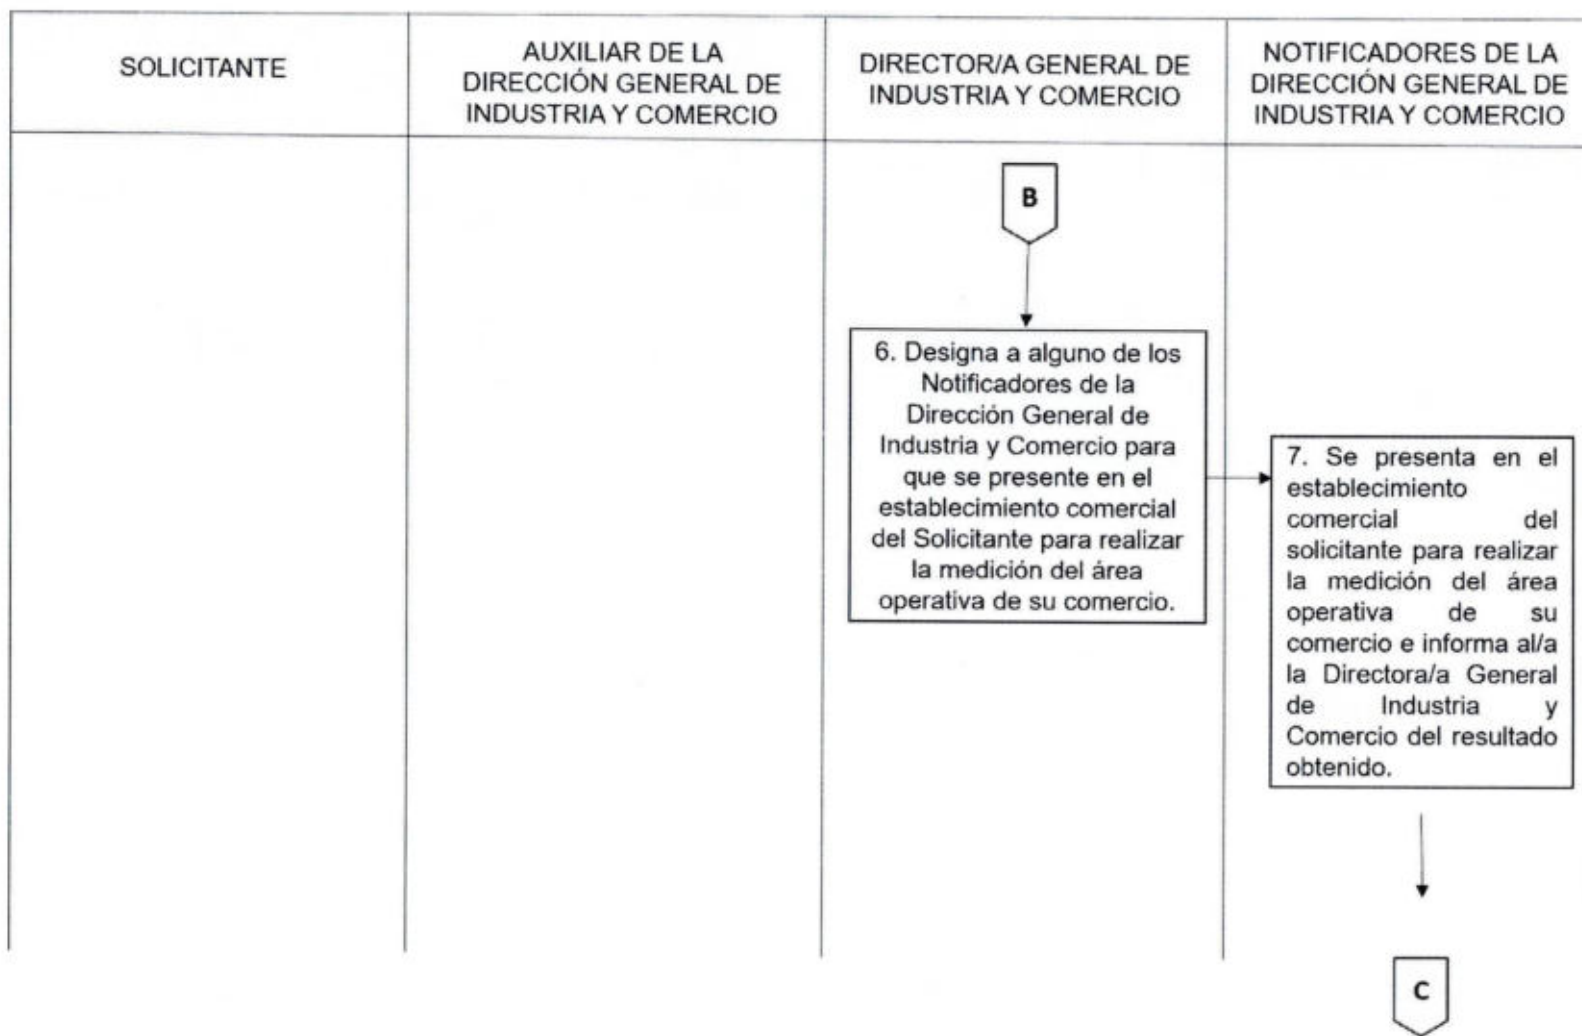 SOLICITANTE
AUXILIAR DE LA
DIRECCIÓN GENERAL DE
INDUSTRIA Y COMERCIO
DIRECTOR/A GENERAL DE
INDUSTRIA Y COMERCIO
NOTIFICADORES DE LA
DIRECCIÓN GENERAL DE
INDUSTRIA Y COMERCIO
B
6. Designa a alguno de los
Notificadores de la
Dirección General de
Industria y Comercio para
que se presente en el
establecimiento comercial
del Solicitante para realizar
la medición del área
operativa de su comercio.
7. Se presenta en el
establecimiento
comercial del
solicitante para realizar
la medición del área
operativa de su
comercio e informa al/a
la Directora/a General
de Industria y
Comercio del resultado
obtenido.
C